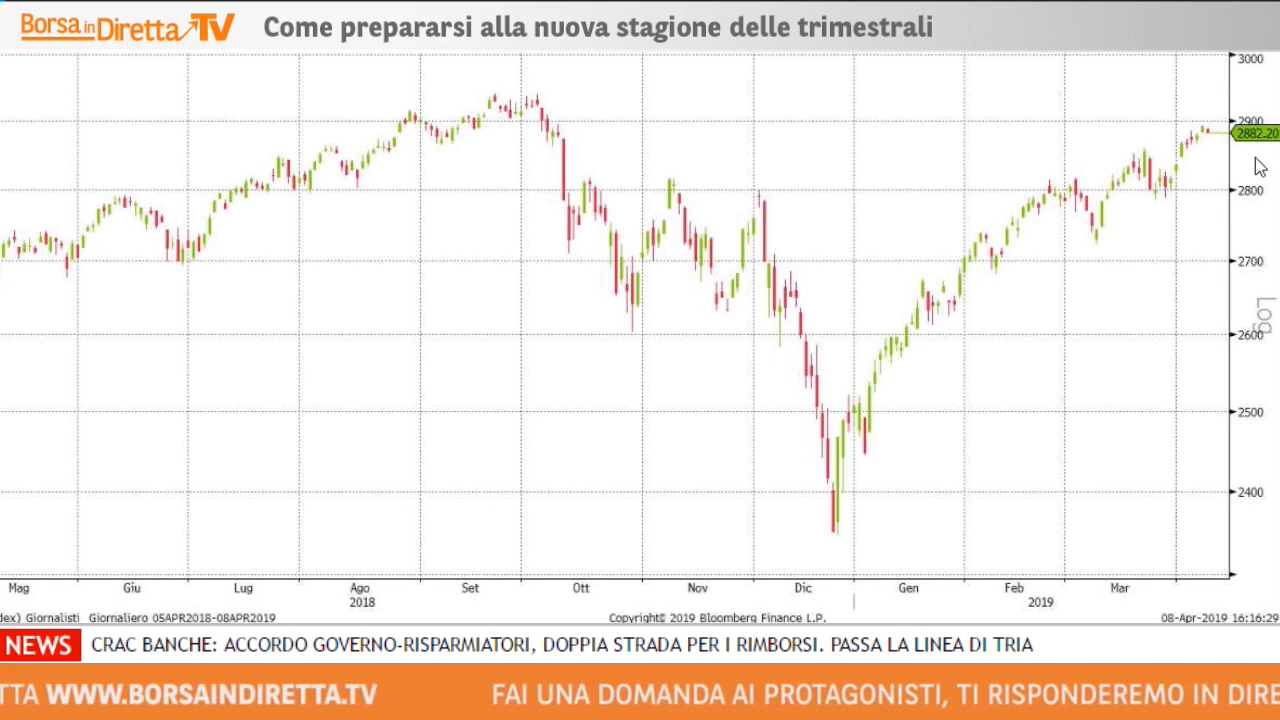 Borsa in Diretta TV Come prepararsi alla nuova stagione delle trimestrali
3000
2900
2882.20
2800
2700
Log
2600
2500
2400
Mag Giu Lug Ago Set Ott Nov Dic Gen Feb Mar
2018 2019
dex) Giornalisti Giornaliero 05APR2018-08APR2019 Copyright© 2019 Bloomberg Finance L.P. 08-Apr-2019 16:16:29
NEWS CRAC BANCHE: ACCORDO GOVERNO-RISPARMIATORI, DOPPIA STRADA PER I RIMBORSI. PASSA LA LINEA DI TRIA
TTA WWW.BORSAINDIRETTA.TV FAI UNA DOMANDA AI PROTAGONISTI, TI RISPONDEREMO IN DIRE